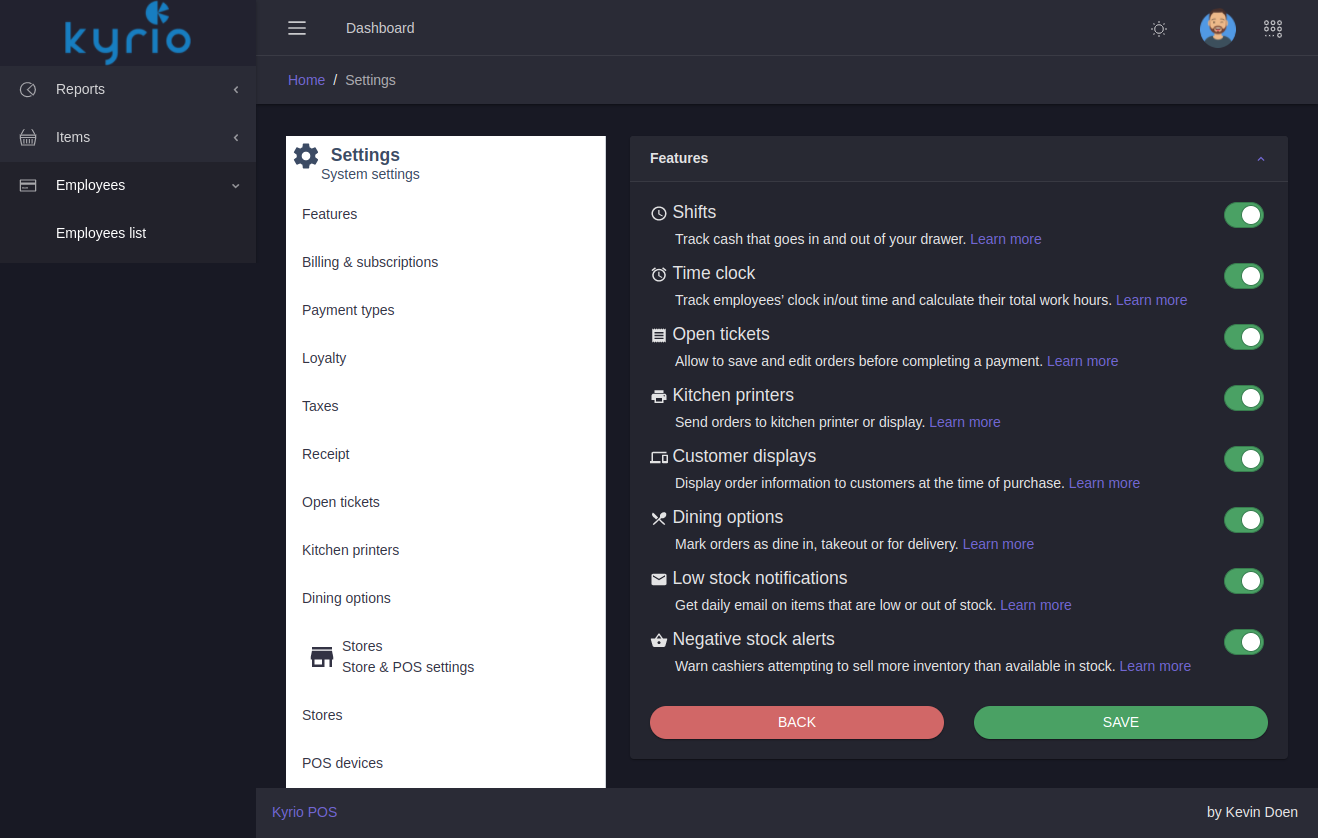 kyrio
Dashboard
Home / Settings
Reports
Items
Employees
Employees list
Settings
System settings
Features
Billing & subscriptions
Payment types
Loyalty
Taxes
Receipt
Open tickets
Kitchen printers
Dining options
Stores
Store & POS settings
Stores
POS devices
Features
Shifts
Track cash that goes in and out of your drawer. Learn more
Time clock
Track employees' clock in/out time and calculate their total work hours. Learn more
Open tickets
Allow to save and edit orders before completing a payment. Learn more
Kitchen printers
Send orders to kitchen printer or display. Learn more
Customer displays
Display order information to customers at the time of purchase. Learn more
Dining options
Mark orders as dine in, takeout or for delivery. Learn more
Low stock notifications
Get daily email on items that are low or out of stock. Learn more
Negative stock alerts
Warn cashiers attempting to sell more inventory than available in stock. Learn more
BACK
SAVE
Kyrio POS
by Kevin Doen